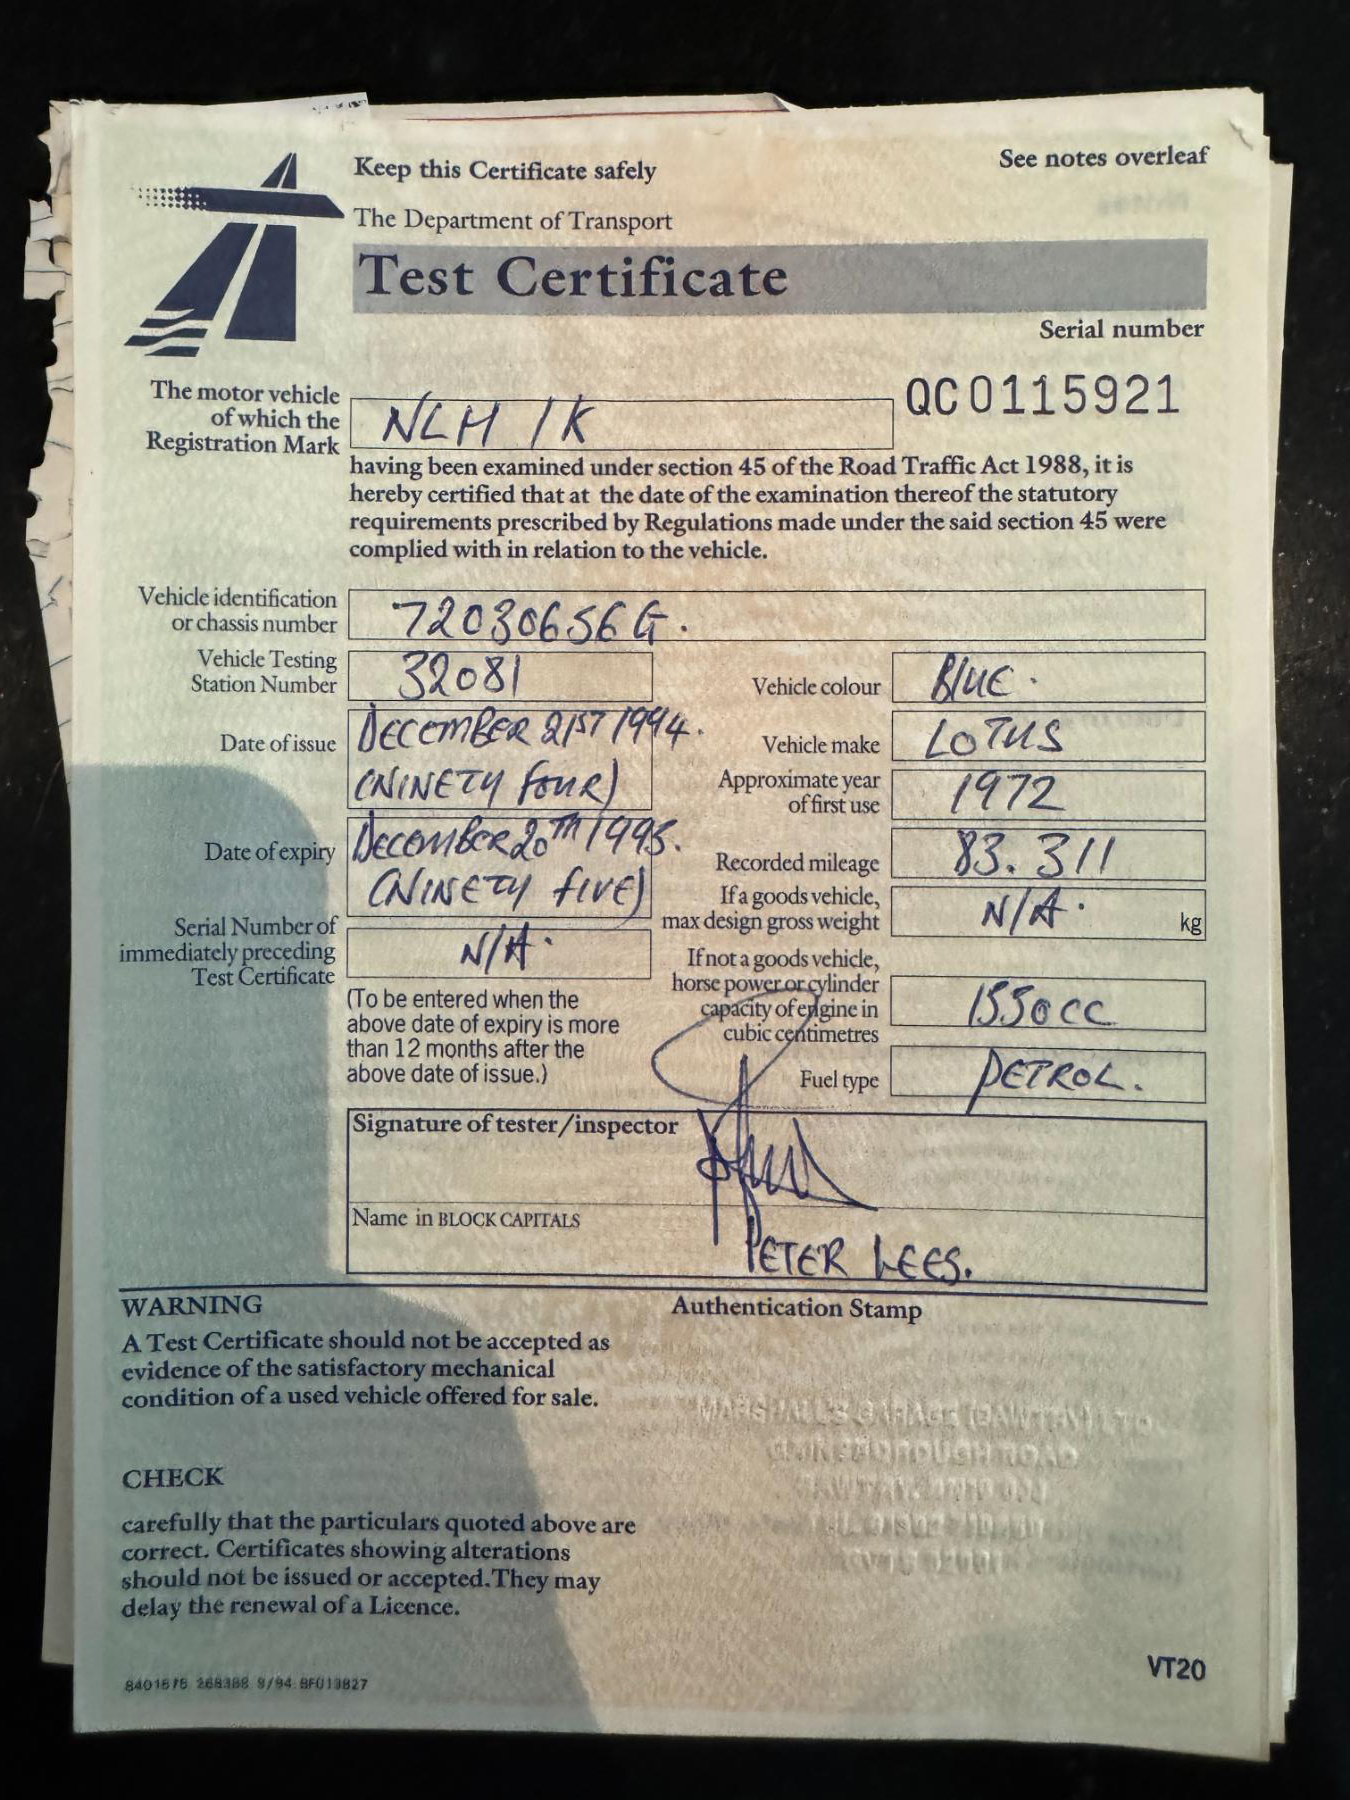 Keep this Certificate safely
See notes overleaf
The Department of Transport
Test Certificate
Serial number
QC0115921
The motor vehicle
of which the
Registration Mark
NLH 1K
having been examined under section 45 of the Road Traffic Act 1988, it is
hereby certified that at the date of the examination thereof the statutory
requirements prescribed by Regulations made under the said section 45 were
complied with in relation to the vehicle.
Vehicle identification
or chassis number
72030656G.
Vehicle Testing
Station Number
32081
Vehicle colour
BLUE.
Date of issue
DECEMBER 21ST 1994.
(NINETY FOUR)
Vehicle make
LOTUS
Approximate year
of first use
1972
Date of expiry
DECEMBER 20TH 1995.
(NINETY FIVE)
Recorded mileage
83.311
If a goods vehicle,
max design gross weight
N/A.
kg
Serial Number of
immediately preceding
Test Certificate
N/A.
(To be entered when the
above date of expiry is more
than 12 months after the
above date of issue.)
If not a goods vehicle,
horse power or cylinder
capacity of engine in
cubic centimetres
1550cc
Fuel type
PETROL.
Signature of tester/inspector
Name in BLOCK CAPITALS
PETER LEES.
WARNING
A Test Certificate should not be accepted as
evidence of the satisfactory mechanical
condition of a used vehicle offered for sale.
Authentication Stamp
CHECK
carefully that the particulars quoted above are
correct. Certificates showing alterations
should not be issued or accepted. They may
delay the renewal of a Licence.
VT20